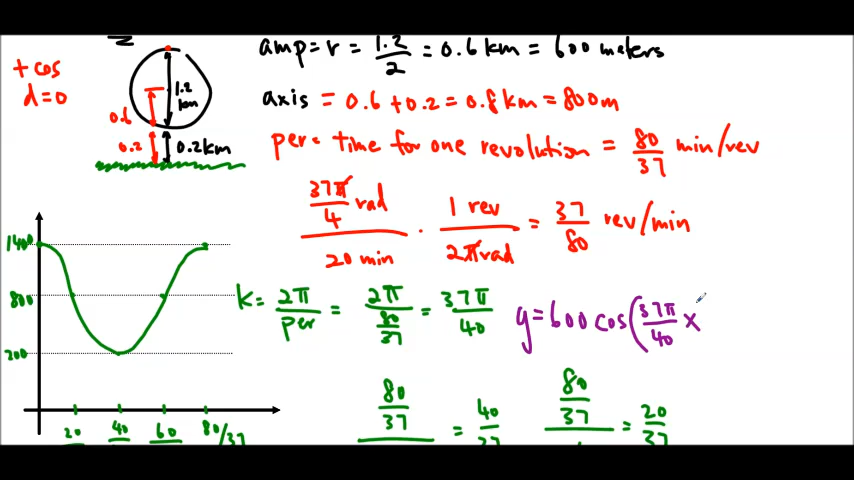 amp = r = 1.2/2 = 0.6 km = 600 meters
+cos
d=0
1.2 km
0.6
0.2
0.2km
axis = 0.6 + 0.2 = 0.8 km = 800m
per = time for one revolution = 80/37 min/rev
37π/4 rad / 20 min · 1 rev / 2π rad = 37/80 rev/min
k = 2π/per = 2π / (80/37) = 37π/40
y = 600 cos(37π/40 x
1400
800
200
20 40 60 80/37
80/37 = 40/37
80/37 = 20/37